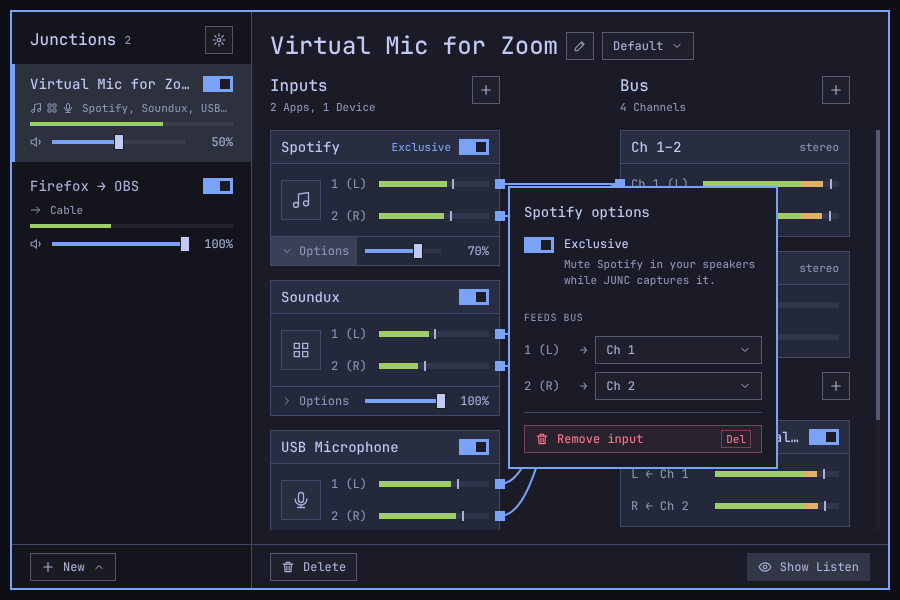 Junctions 2
Virtual Mic for Zo…
Spotify, Soundux, USB…
50%
Firefox → OBS
→ Cable
100%
New
Virtual Mic for Zoom
Default
Inputs
2 Apps, 1 Device
Spotify
Exclusive
1 (L)
2 (R)
Options
70%
Soundux
1 (L)
2 (R)
Options
100%
USB Microphone
1 (L)
2 (R)
Bus
4 Channels
Ch 1–2
stereo
Ch 1 (L)
stereo
Spotify options
Exclusive
Mute Spotify in your speakers
while JUNC captures it.
FEEDS BUS
1 (L) → Ch 1
2 (R) → Ch 2
Remove input
Del
L ← Ch 1
R ← Ch 2
Delete
Show Listen